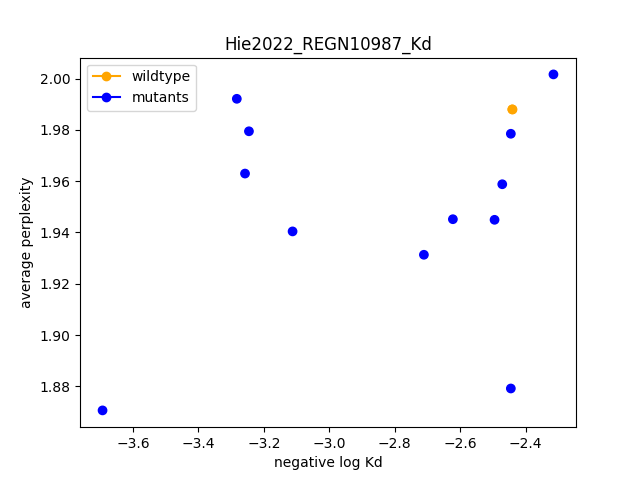 Hie2022_REGN10987_Kd
wildtype
mutants
average perplexity
2.00
1.98
1.96
1.94
1.92
1.90
1.88
−3.6 −3.4 −3.2 −3.0 −2.8 −2.6 −2.4
negative log Kd